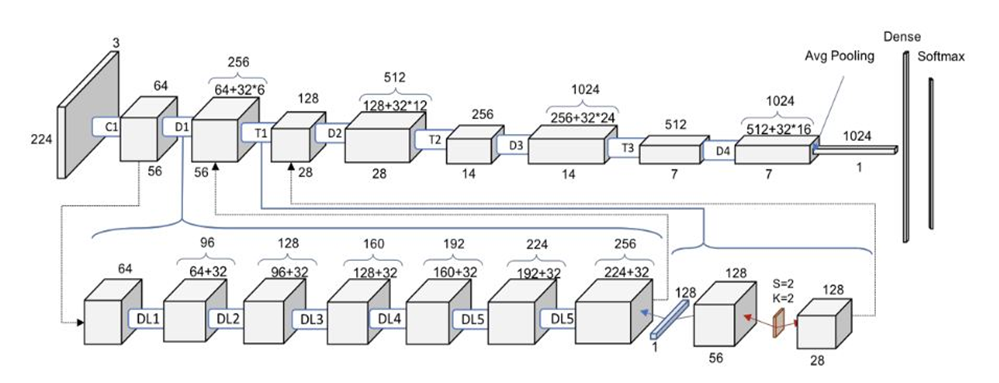 Dense
Softmax
Avg Pooling
3
64
256
64+32*6
128
512
128+32*12
256
1024
256+32*24
512
1024
512+32*16
1024
224
C1
D1
T1
D2
T2
D3
T3
D4
56
56
28
28
14
14
7
7
1
64
96
64+32
128
96+32
160
128+32
192
160+32
224
192+32
256
224+32
128
128
S=2
K=2
128
DL1
DL2
DL3
DL4
DL5
DL5
1
56
28